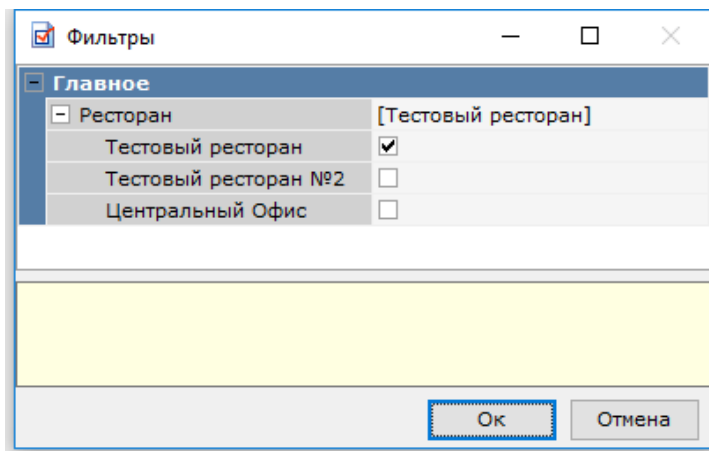 Фильтры
Главное
Ресторан [Тестовый ресторан]
Тестовый ресторан
Тестовый ресторан №2
Центральный Офис
Ок Отмена